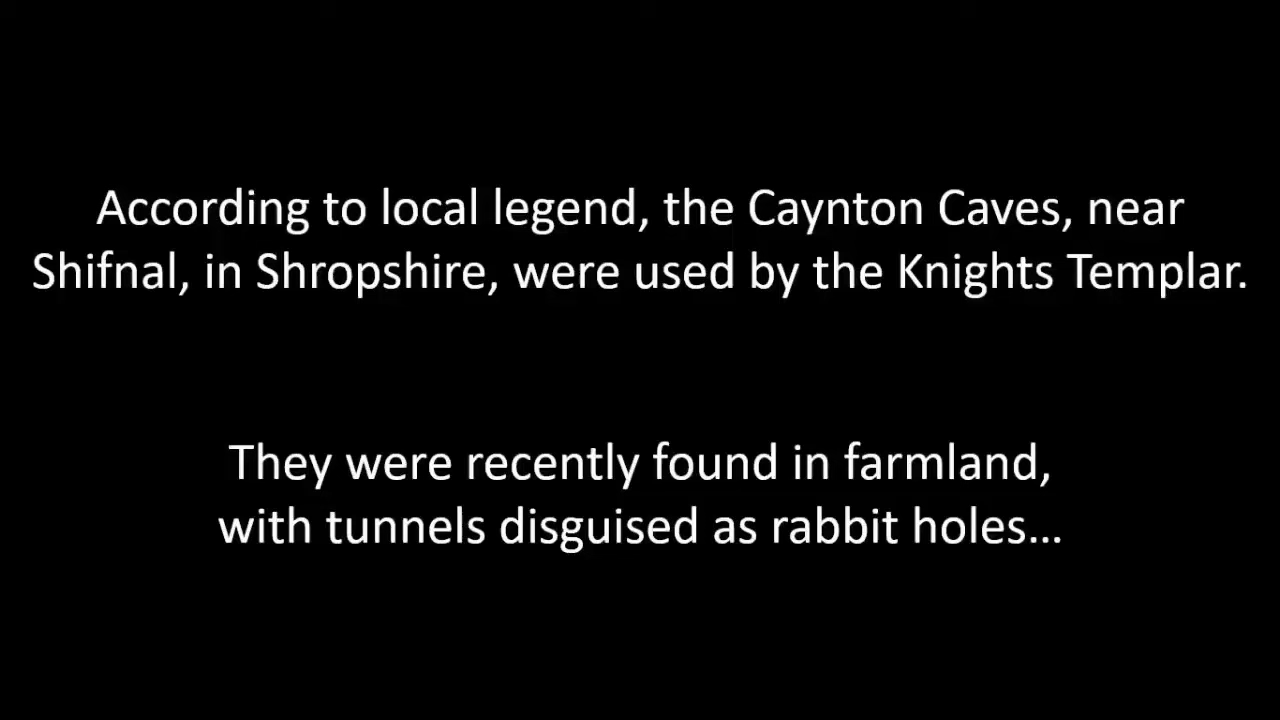 According to local legend, the Caynton Caves, near
Shifnal, in Shropshire, were used by the Knights Templar.
They were recently found in farmland,
with tunnels disguised as rabbit holes...